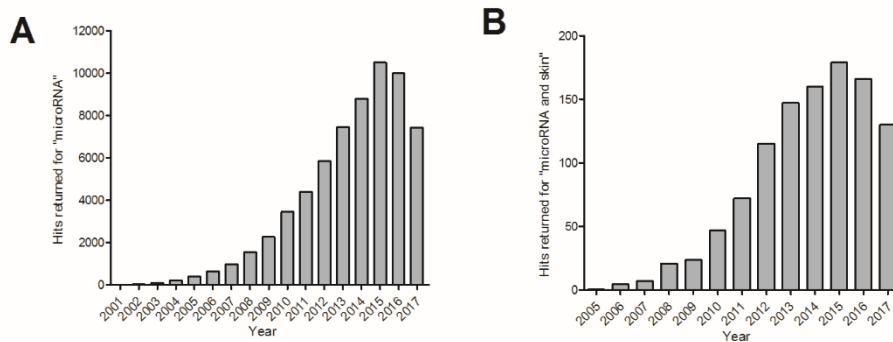 A
Hits returned for "microRNA"
12000
10000
8000
6000
4000
2000
0
2001 2002 2003 2004 2005 2006 2007 2008 2009 2010 2011 2012 2013 2014 2015 2016 2017
Year
B
Hits returned for "microRNA and skin"
200
150
100
50
0
2005 2006 2007 2008 2009 2010 2011 2012 2013 2014 2015 2016 2017
Year